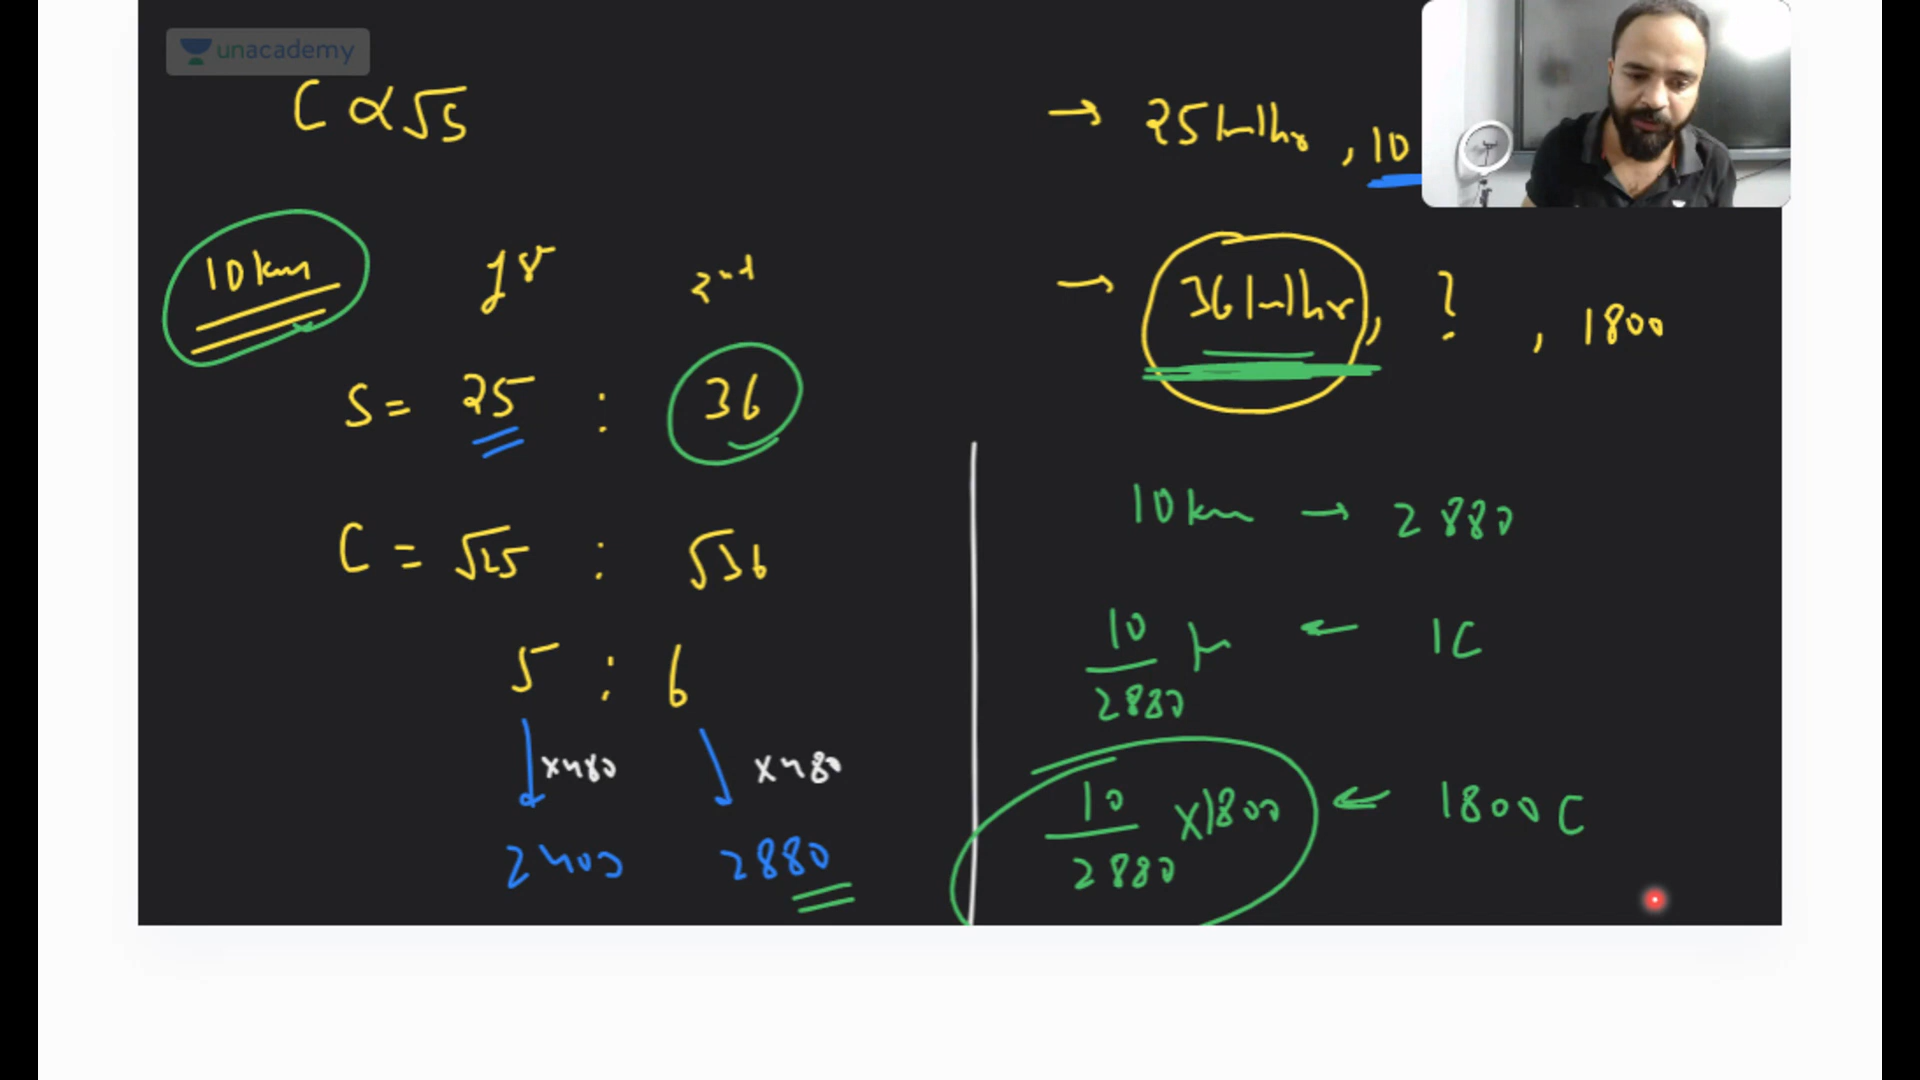 unacademy
C ∝ √S
→ 25 km/hr , 10
10 km 1st 2nd
→ 36 km/hr , ? , 1800
S = 25 : 36
C = √25 : √36
10 km → 2880
5 : 6
10/2880 km ← 1C
×480 ×480
10/2880 ×1800 ← 1800 C
2400 2880